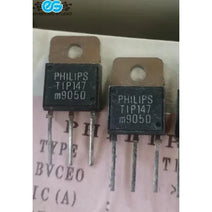 PHILIPS
TIP147
m9050
PHILIPS
TIP147
m9050
TYPE
BVCEO
IC (A)